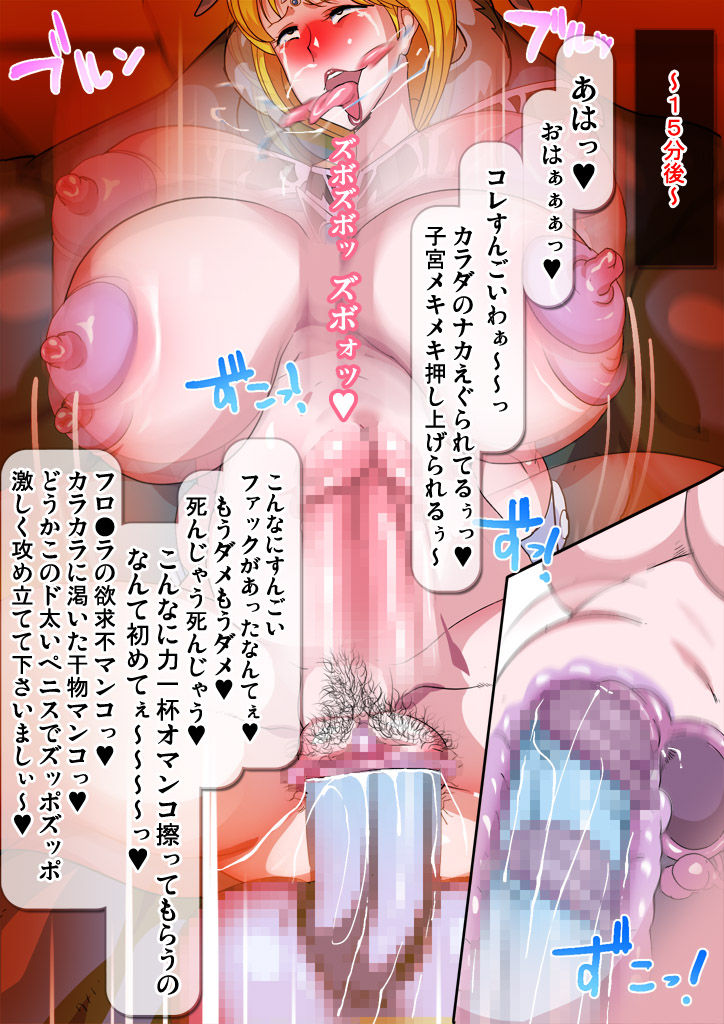 ～１５分後～
あはっ♥
おはぁぁぁっ♥
コレすんごいわぁ～～っ
カラダのナカえぐられてるぅっ♥
子宮メキメキ押し上げられるぅ～
ブルンッ
ブルンッ
ズボズボッ ズボォッ♥
ずこっ！
ずっ！
こんなにすんごい
ファックがあったなんてぇ♥
もうダメもうダメ♥
死んじゃう死んじゃう♥
こんなに力一杯オマンコ擦ってもらうの
なんて初めてぇ～～～～っ♥
フロ●ラの欲求不マンコっ♥
カラカラに渇いた干物マンコっ♥
どうかこのド太いペニスでズッポズッポ
激しく攻め立てて下さいましぃ～♥
ずこっ！